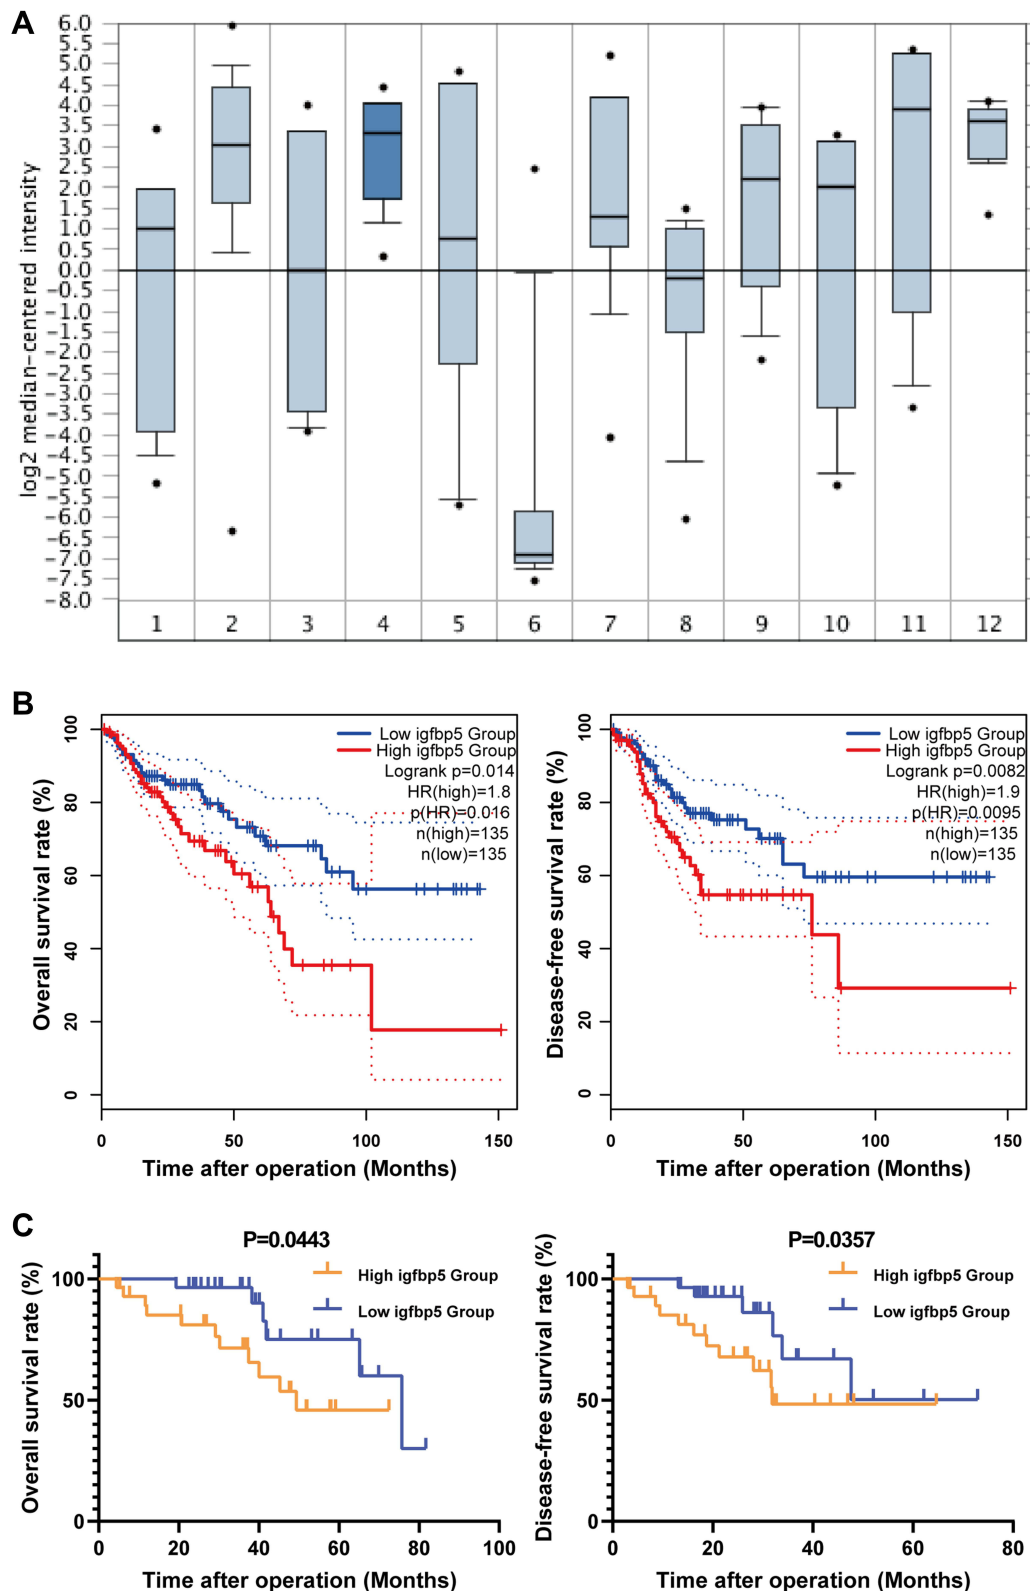 A
log2 median-centered intensity
6.0
5.5
5.0
4.5
4.0
3.5
3.0
2.5
2.0
1.5
1.0
0.5
0.0
-0.5
-1.0
-1.5
-2.0
-2.5
-3.0
-3.5
-4.0
-4.5
-5.0
-5.5
-6.0
-6.5
-7.0
-7.5
-8.0
1 2 3 4 5 6 7 8 9 10 11 12
B
Overall survival rate (%)
100
80
60
40
20
0
Low igfbp5 Group
High igfbp5 Group
Logrank p=0.014
HR(high)=1.8
p(HR)=0.016
n(high)=135
n(low)=135
0 50 100 150
Time after operation (Months)
Disease-free survival rate (%)
100
80
60
40
20
0
Low igfbp5 Group
High igfbp5 Group
Logrank p=0.0082
HR(high)=1.9
p(HR)=0.0095
n(high)=135
n(low)=135
0 50 100 150
Time after operation (Months)
C
P=0.0443
Overall survival rate (%)
100
50
0
High igfbp5 Group
Low igfbp5 Group
0 20 40 60 80 100
Time after operation (Months)
P=0.0357
Disease-free survival rate (%)
100
50
0
High igfbp5 Group
Low igfbp5 Group
0 20 40 60 80
Time after operation (Months)